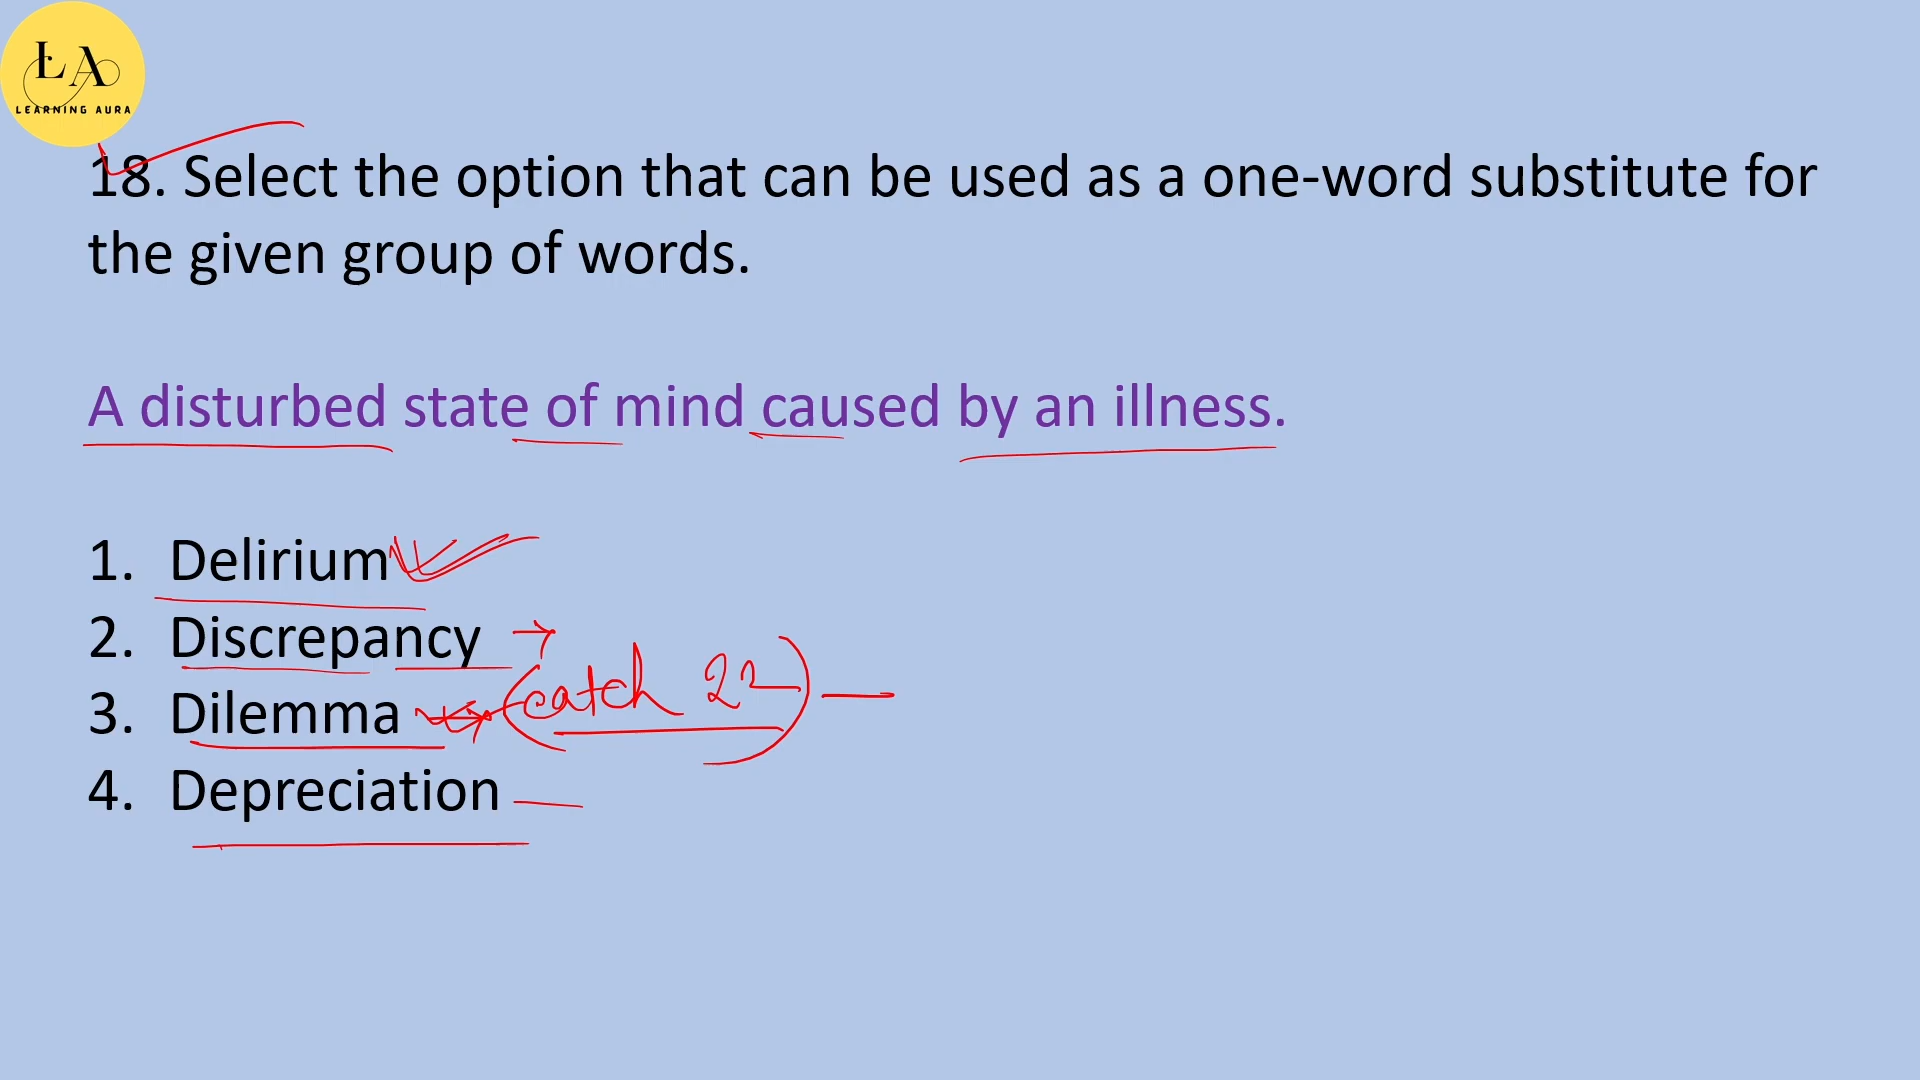 LA
LEARNING AURA
18. Select the option that can be used as a one-word substitute for
the given group of words.
A disturbed state of mind caused by an illness.
1. Delirium
2. Discrepancy
3. Dilemma (catch 22)
4. Depreciation